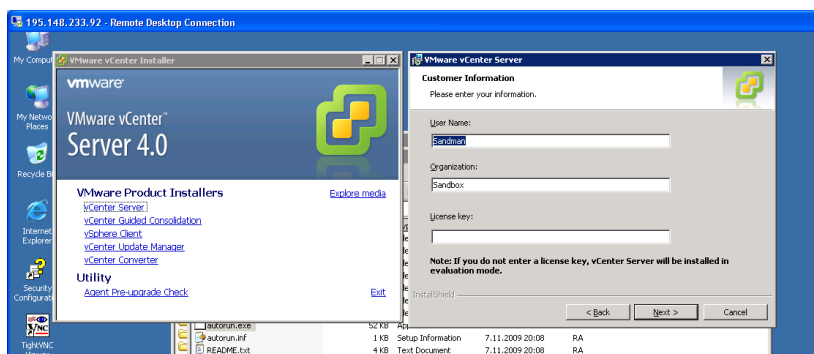 195.148.233.92 - Remote Desktop Connection
My Comput
My Netwo
Places
Recycle Bi
Internet
Explorer
Security
Configurati
TightVNC
VMware vCenter Installer
vmware
VMware vCenter™
Server 4.0
VMware Product Installers
Explore media
vCenter Server
vCenter Guided Consolidation
vSphere Client
vCenter Update Manager
vCenter Converter
Utility
Agent Pre-upgrade Check
Exit
VMware vCenter Server
Customer Information
Please enter your information.
User Name:
Sandman
Organization:
Sandbox
License key:
Note: If you do not enter a license key, vCenter Server will be installed in
evaluation mode.
InstallShield
< Back
Next >
Cancel
autorun.exe 52 KB
autorun.inf 1 KB Setup Information 7.11.2009 20:08 RA
README.txt 4 KB Text Document 7.11.2009 20:08 RA